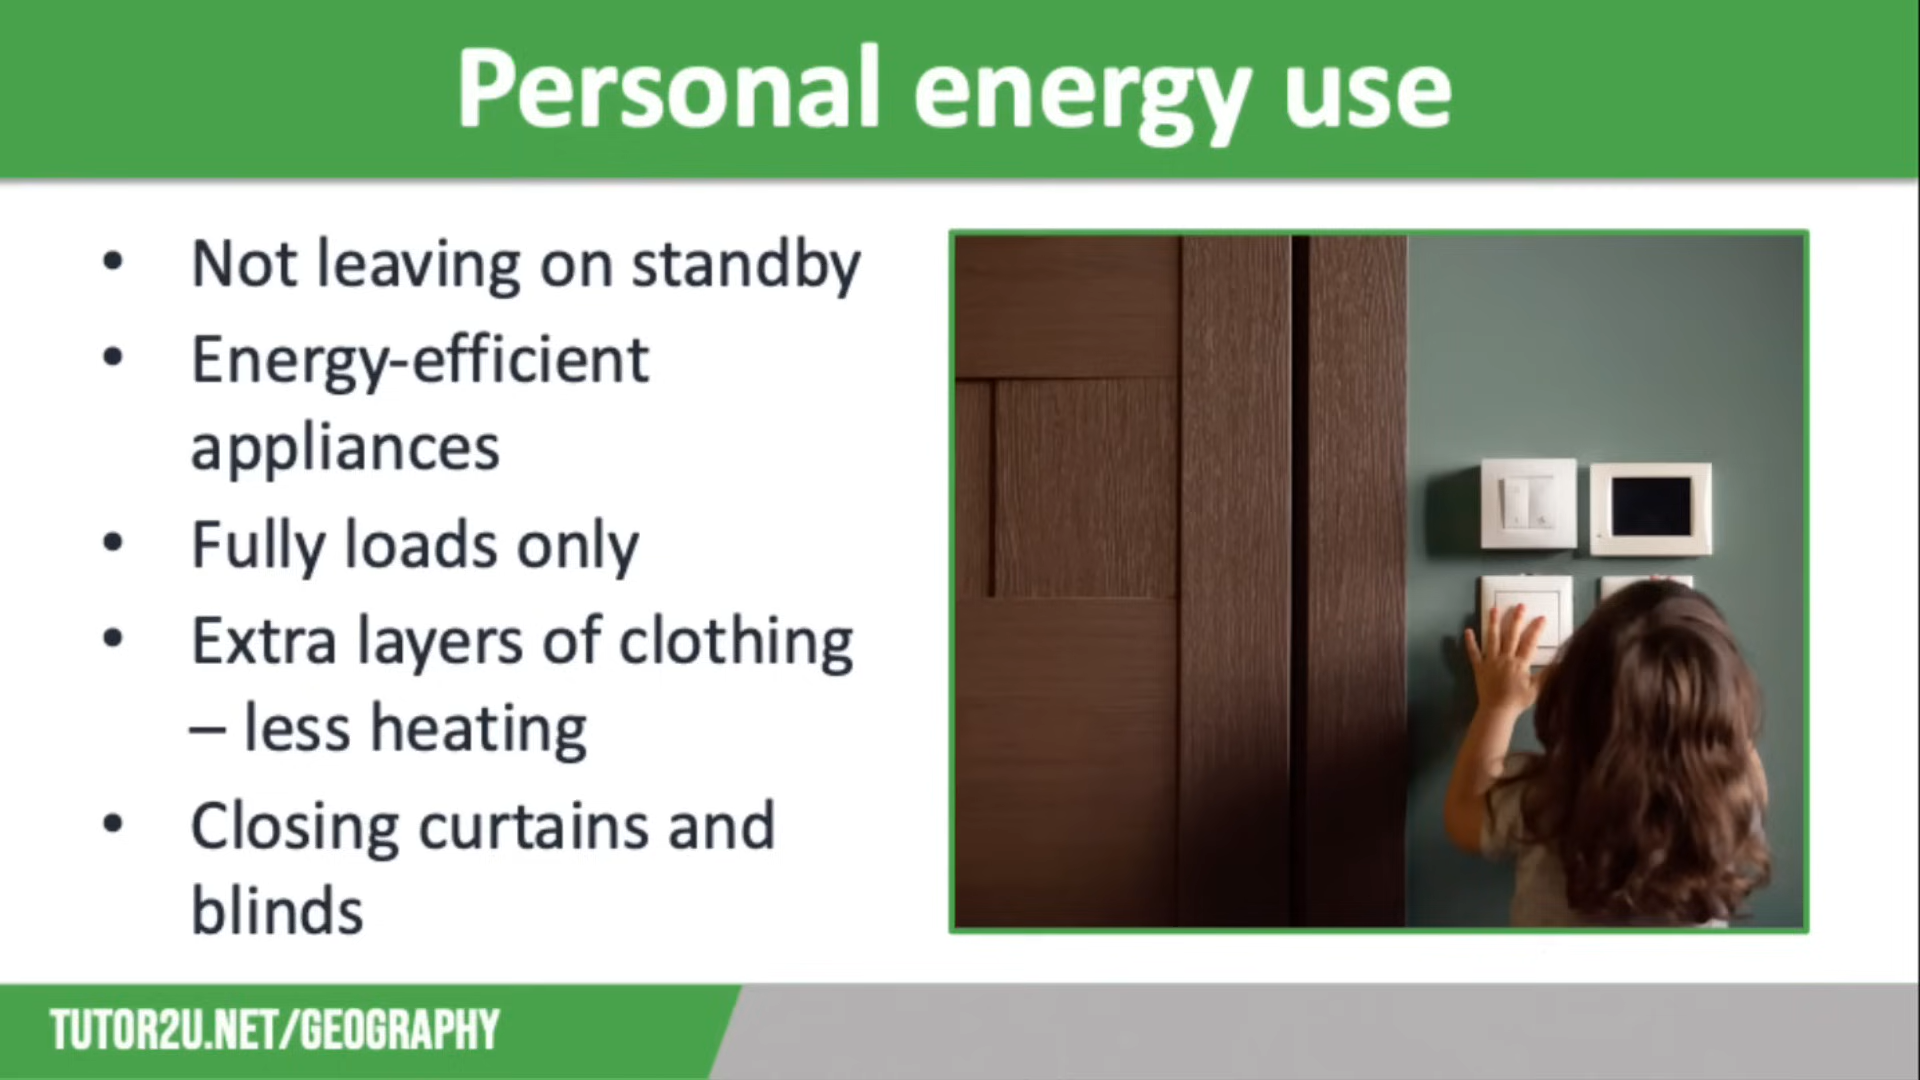 Personal energy use
• Not leaving on standby
• Energy-efficient
appliances
• Fully loads only
• Extra layers of clothing
– less heating
• Closing curtains and
blinds
TUTOR2U.NET/GEOGRAPHY